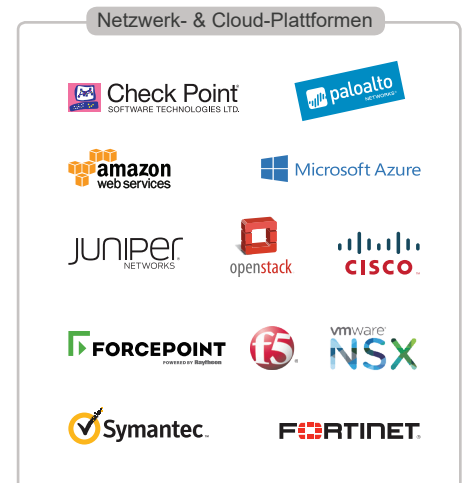 Netzwerk- & Cloud-Plattformen
Check Point
SOFTWARE TECHNOLOGIES LTD.
paloalto
NETWORKS
amazon
web services
Microsoft Azure
JUNIPEr
NETWORKS
openstack
CISCO
FORCEPOINT
POWERED BY Raytheon
f5
vmware
NSX
Symantec
FORTINET